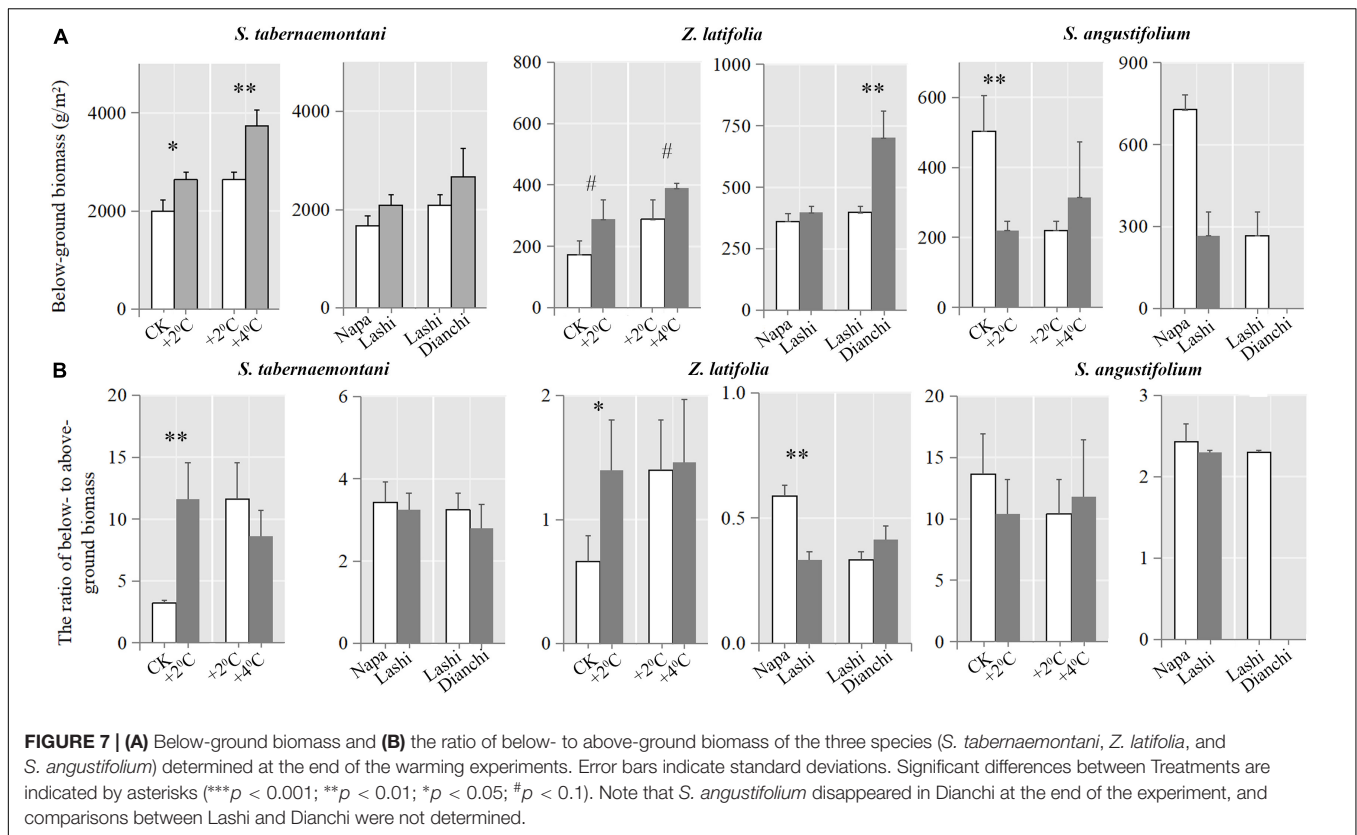 A
S. tabernaemontani
Z. latifolia
S. angustifolium
Below-ground biomass (g/m²)
4000
2000
0
*
**
CK
+2⁰C
+2⁰C
+4⁰C
4000
2000
0
Napa
Lashi
Lashi
Dianchi
800
600
400
200
0
#
#
CK
+2⁰C
+2⁰C
+4⁰C
1000
750
500
250
0
**
Napa
Lashi
Lashi
Dianchi
600
400
200
0
**
CK
+2⁰C
+2⁰C
+4⁰C
900
600
300
0
Napa
Lashi
Lashi
Dianchi
B
S. tabernaemontani
Z. latifolia
S. angustifolium
The ratio of below- to above-
ground biomass
20
15
10
5
0
**
CK
+2⁰C
+2⁰C
+4⁰C
6
4
2
0
Napa
Lashi
Lashi
Dianchi
2
1
0
*
CK
+2⁰C
+2⁰C
+4⁰C
1.0
0.5
0.0
**
Napa
Lashi
Lashi
Dianchi
20
15
10
5
0
CK
+2⁰C
+2⁰C
+4⁰C
3
2
1
0
Napa
Lashi
Lashi
Dianchi
FIGURE 7 | (A) Below-ground biomass and (B) the ratio of below- to above-ground biomass of the three species (S. tabernaemontani, Z. latifolia, and
S. angustifolium) determined at the end of the warming experiments. Error bars indicate standard deviations. Significant differences between Treatments are
indicated by asterisks (***p < 0.001; **p < 0.01; *p < 0.05; #p < 0.1). Note that S. angustifolium disappeared in Dianchi at the end of the experiment, and
comparisons between Lashi and Dianchi were not determined.